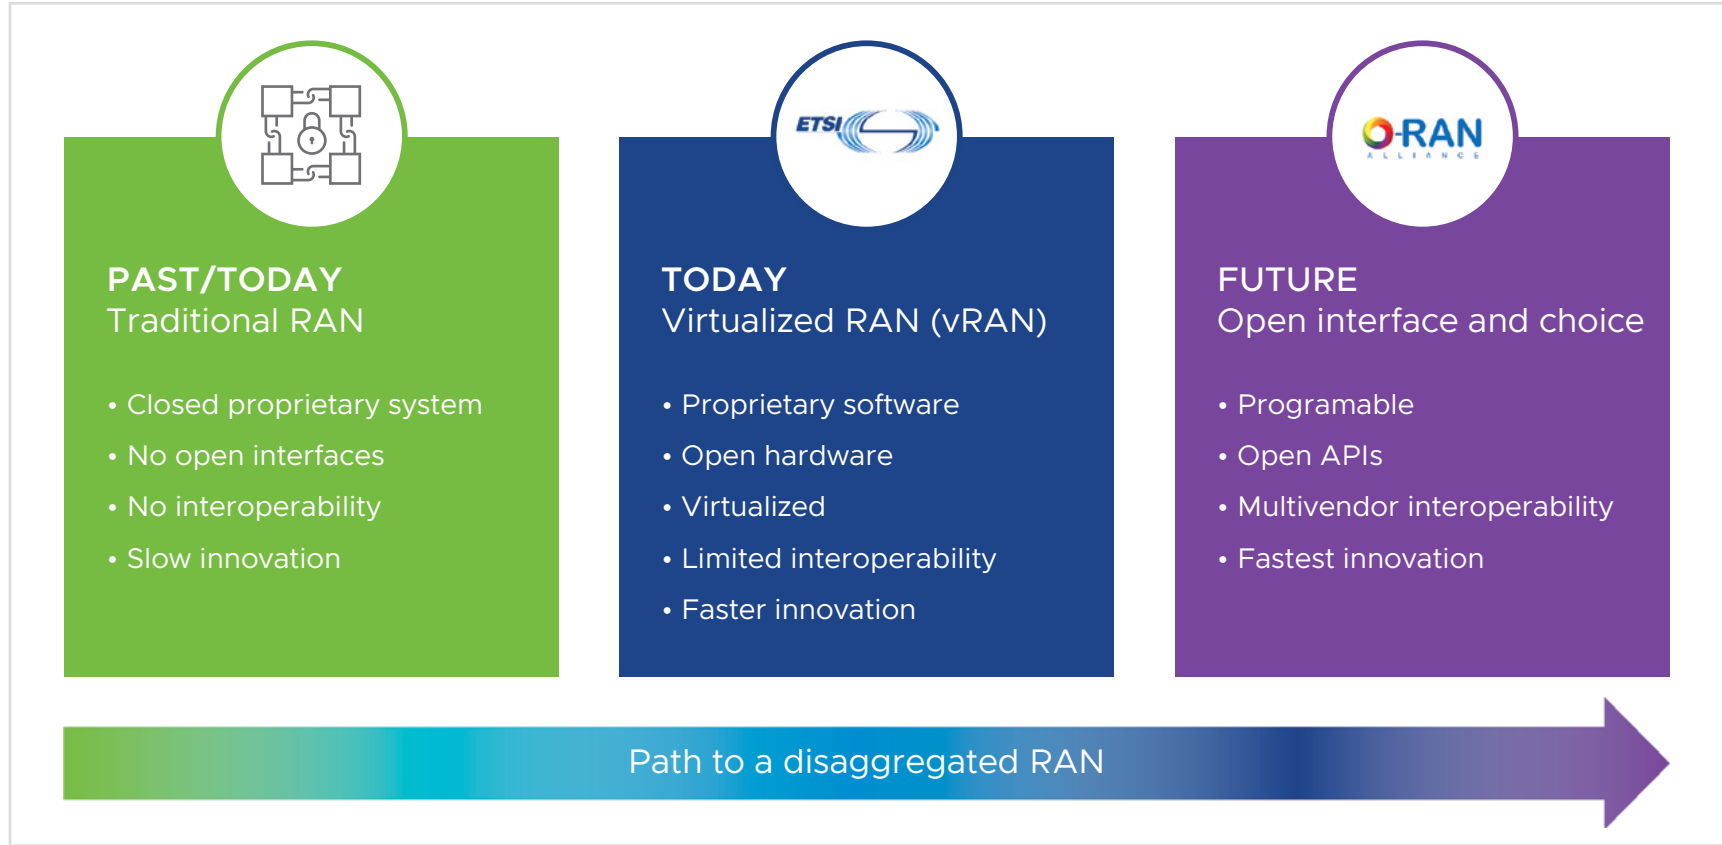 ETSI
O-RAN
ALLIANCE
PAST/TODAY
Traditional RAN
• Closed proprietary system
• No open interfaces
• No interoperability
• Slow innovation
TODAY
Virtualized RAN (vRAN)
• Proprietary software
• Open hardware
• Virtualized
• Limited interoperability
• Faster innovation
FUTURE
Open interface and choice
• Programable
• Open APIs
• Multivendor interoperability
• Fastest innovation
Path to a disaggregated RAN